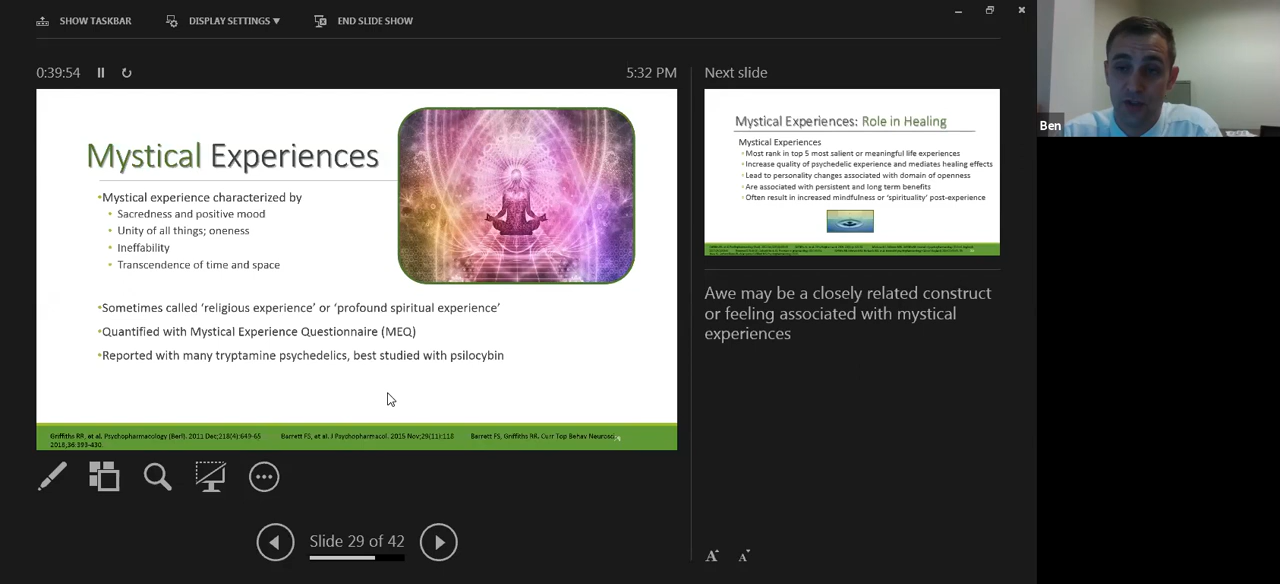 SHOW TASKBAR
DISPLAY SETTINGS ▼
END SLIDE SHOW
0:39:54
5:32 PM
Mystical Experiences
•Mystical experience characterized by
• Sacredness and positive mood
• Unity of all things; oneness
• Ineffability
• Transcendence of time and space
•Sometimes called ‘religious experience’ or ‘profound spiritual experience’
•Quantified with Mystical Experience Questionnaire (MEQ)
•Reported with many tryptamine psychedelics, best studied with psilocybin
Griffiths RR, et al. Psychopharmacology (Berl). 2011 Dec;218(4):649-65 Barrett FS, et al. J Psychopharmacol. 2015 Nov;29(11):118 Barrett FS, Griffiths RR. Curr Top Behav Neurosci.
2018;36:393-430.
Slide 29 of 42
Next slide
Mystical Experiences: Role in Healing
Mystical Experiences
• Most rank in top 5 most salient or meaningful life experiences
• Increase quality of psychedelic experience and mediates healing effects
• Lead to personality changes associated with domain of openness
• Are associated with persistent and long term benefits
• Often result in increased mindfulness or ‘spirituality’ post-experience
Awe may be a closely related construct
or feeling associated with mystical
experiences
A A
Ben